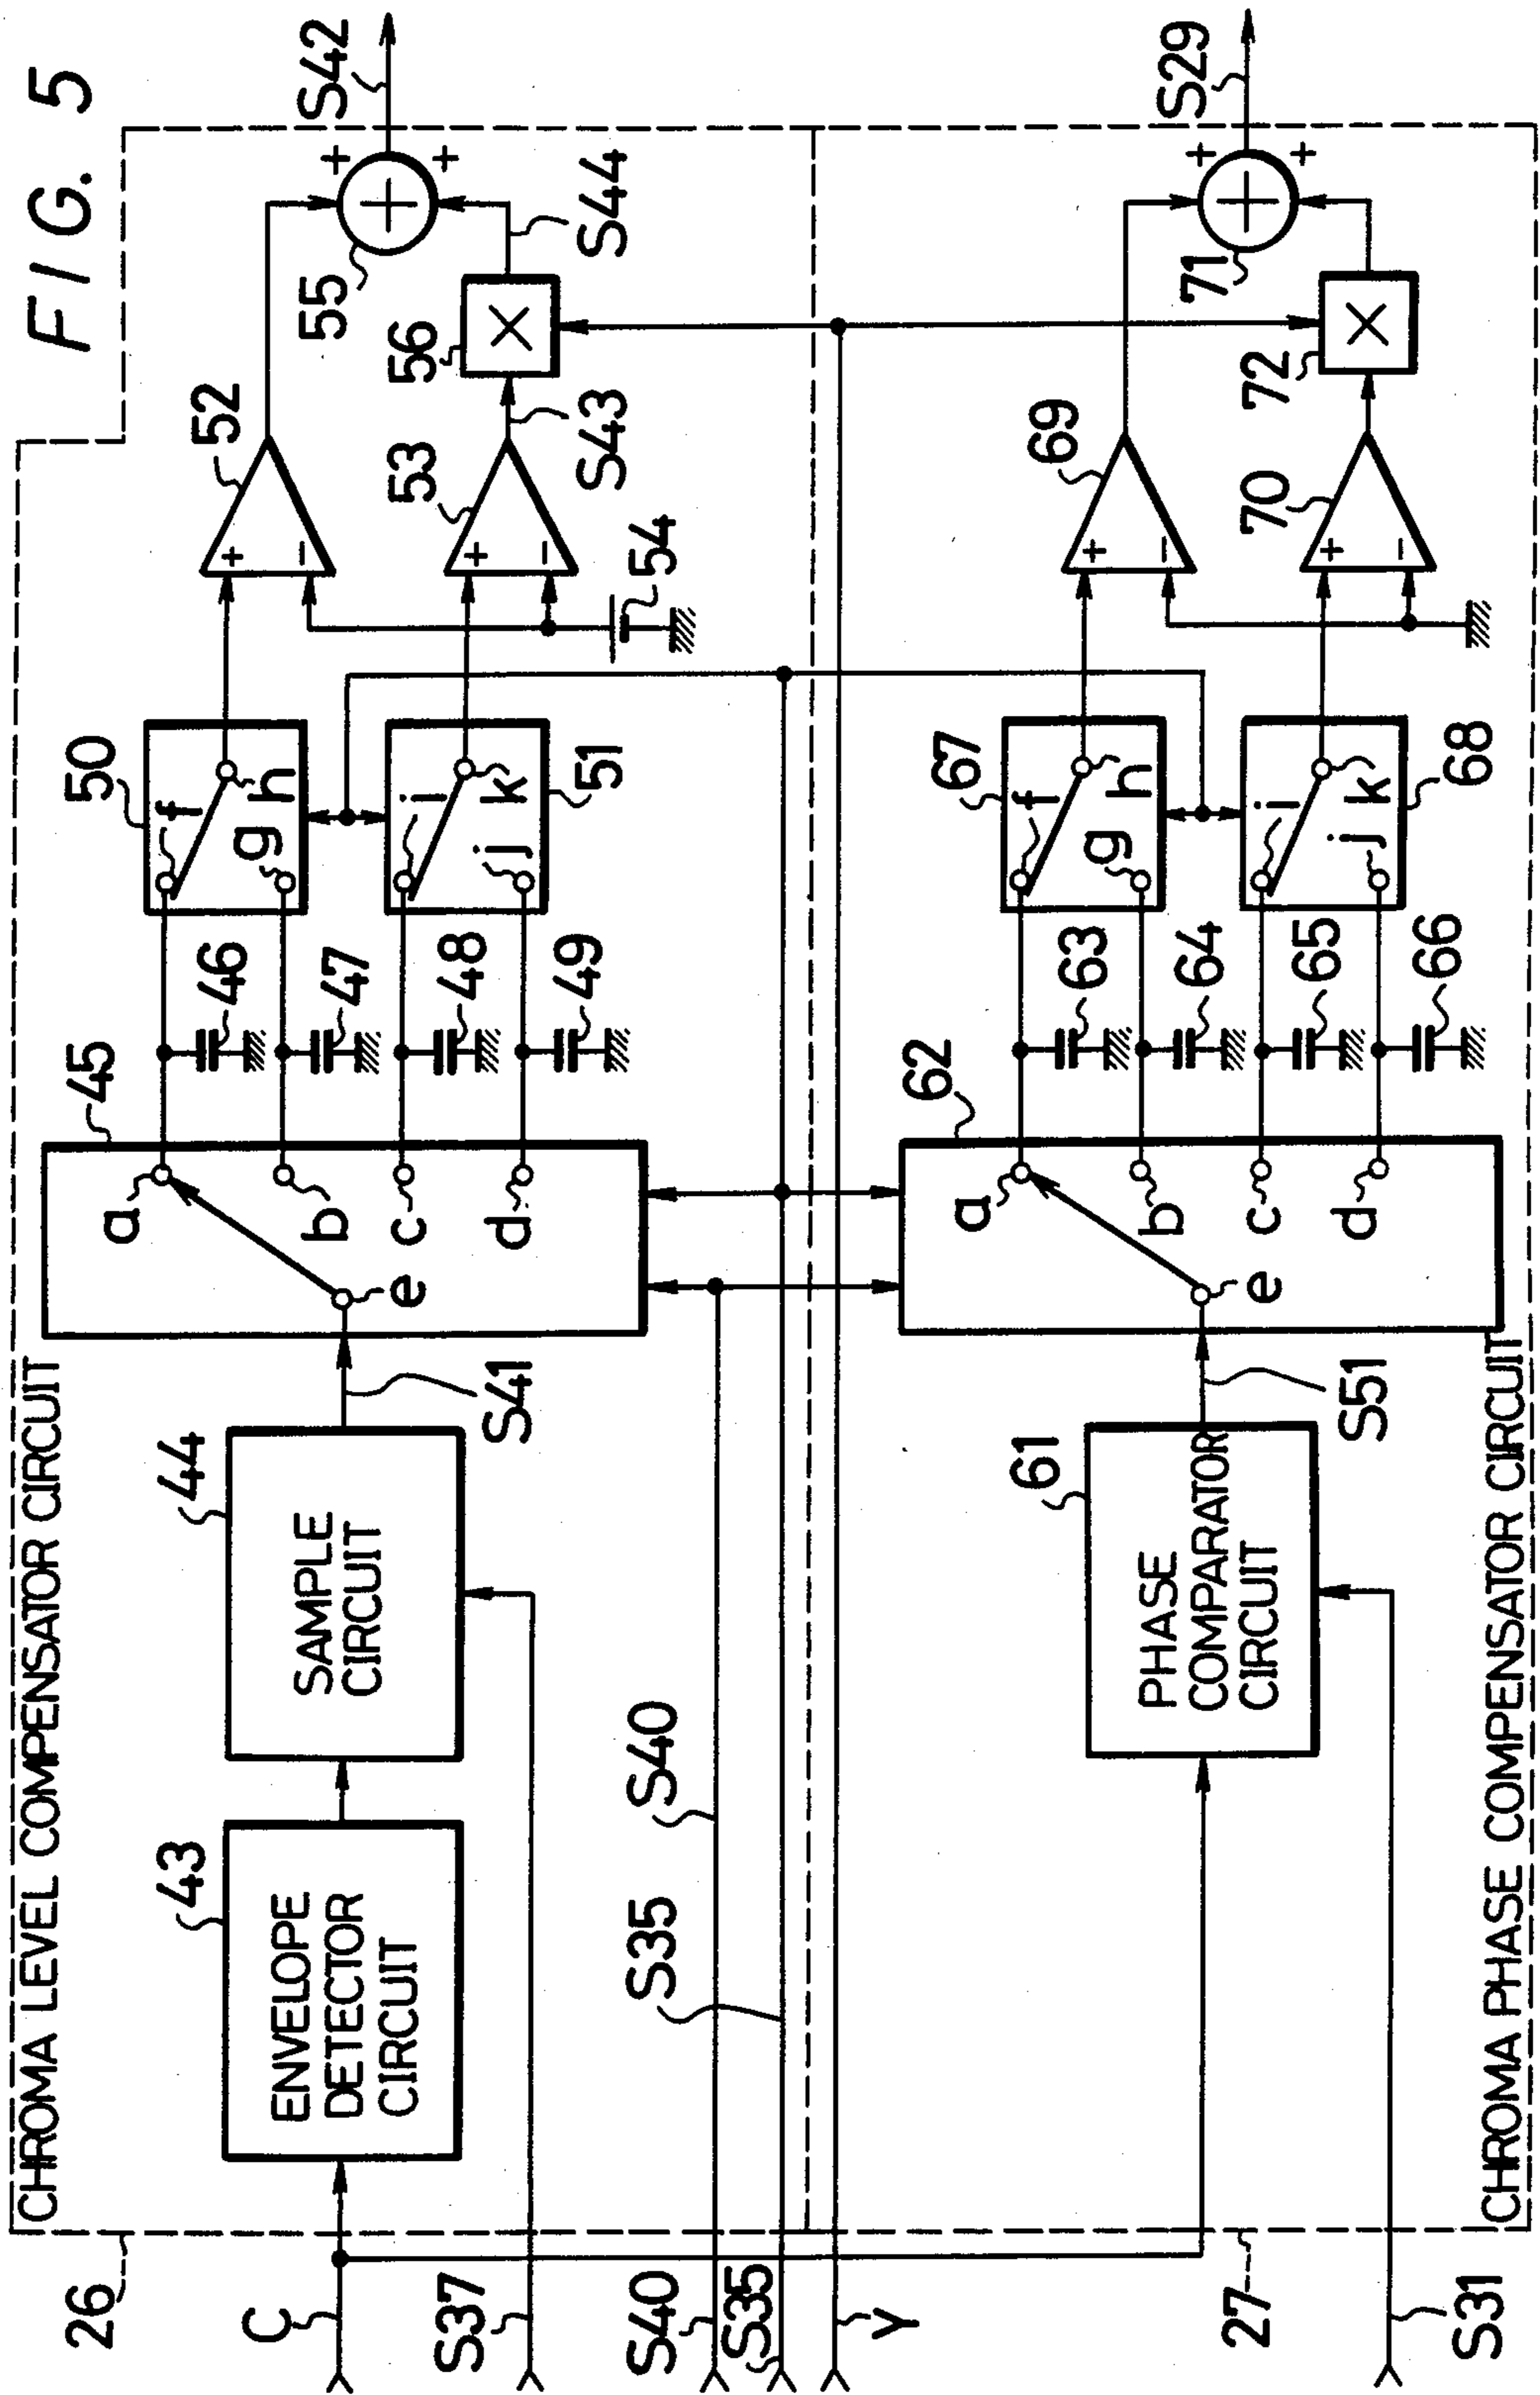 FIG. 5
CHROMA LEVEL COMPENSATOR CIRCUIT
26
C
S37
43
ENVELOPE
DETECTOR
CIRCUIT
44
SAMPLE
CIRCUIT
S41
45
a
b
c
d
e
46
47
48
49
50
f
g
h
51
i
j
k
52
+
−
53
+
−
54
S43
56
×
S44
55
+
+
+
S42
S40
S35
Y
S40
S35
27
S31
61
PHASE
COMPARATOR
CIRCUIT
S51
62
a
b
c
d
e
63
64
65
66
67
f
g
h
68
i
j
k
69
+
−
70
+
−
72
×
71
+
+
+
S29
CHROMA PHASE COMPENSATOR CIRCUIT